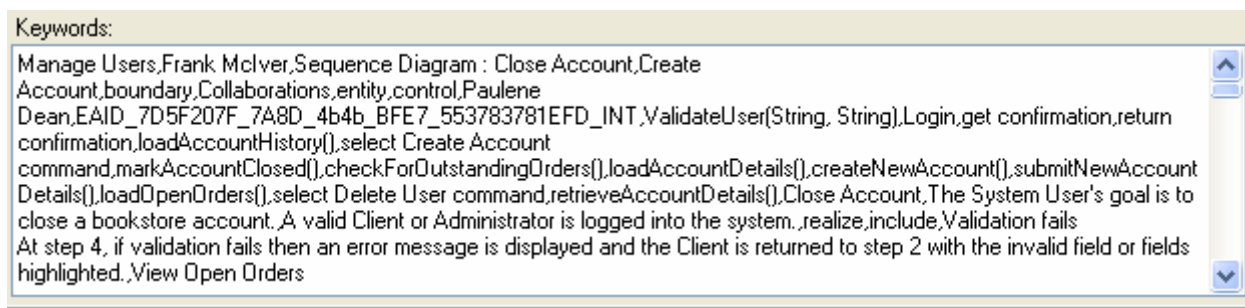 Keywords:
Manage Users,Frank McIver,Sequence Diagram : Close Account,Create
Account,boundary,Collaborations,entity,control,Paulene
Dean,EAID_7D5F207F_7A8D_4b4b_BFE7_553783781EFD_INT,ValidateUser(String, String),Login,get confirmation,return
confirmation,loadAccountHistory(),select Create Account
command,markAccountClosed(),checkForOutstandingOrders(),loadAccountDetails(),createNewAccount(),submitNewAccount
Details(),loadOpenOrders(),select Delete User command,retrieveAccountDetails(),Close Account,The System User's goal is to
close a bookstore account.,A valid Client or Administrator is logged into the system.,realize,include,Validation fails
At step 4, if validation fails then an error message is displayed and the Client is returned to step 2 with the invalid field or fields
highlighted.,View Open Orders